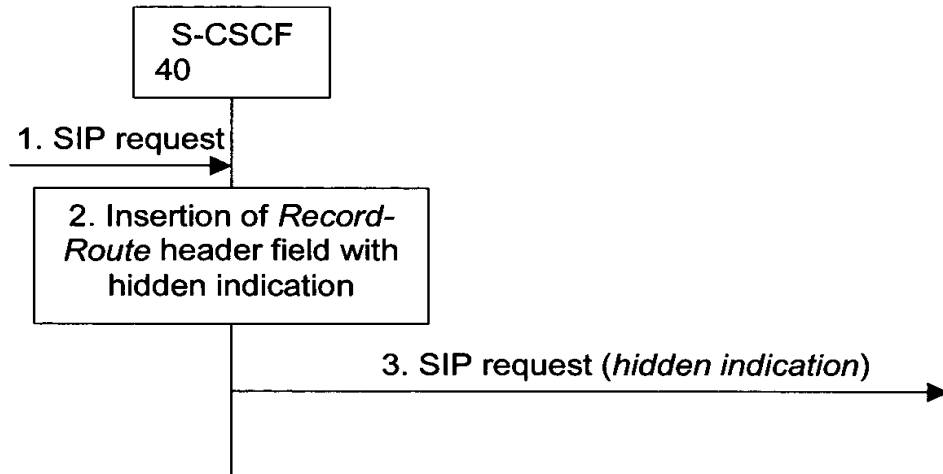 S-CSCF
40
1. SIP request
2. Insertion of Record-
Route header field with
hidden indication
3. SIP request (hidden indication)